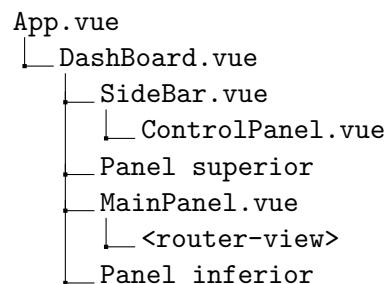 App.vue
DashBoard.vue
SideBar.vue
ControlPanel.vue
Panel superior
MainPanel.vue
<router-view>
Panel inferior